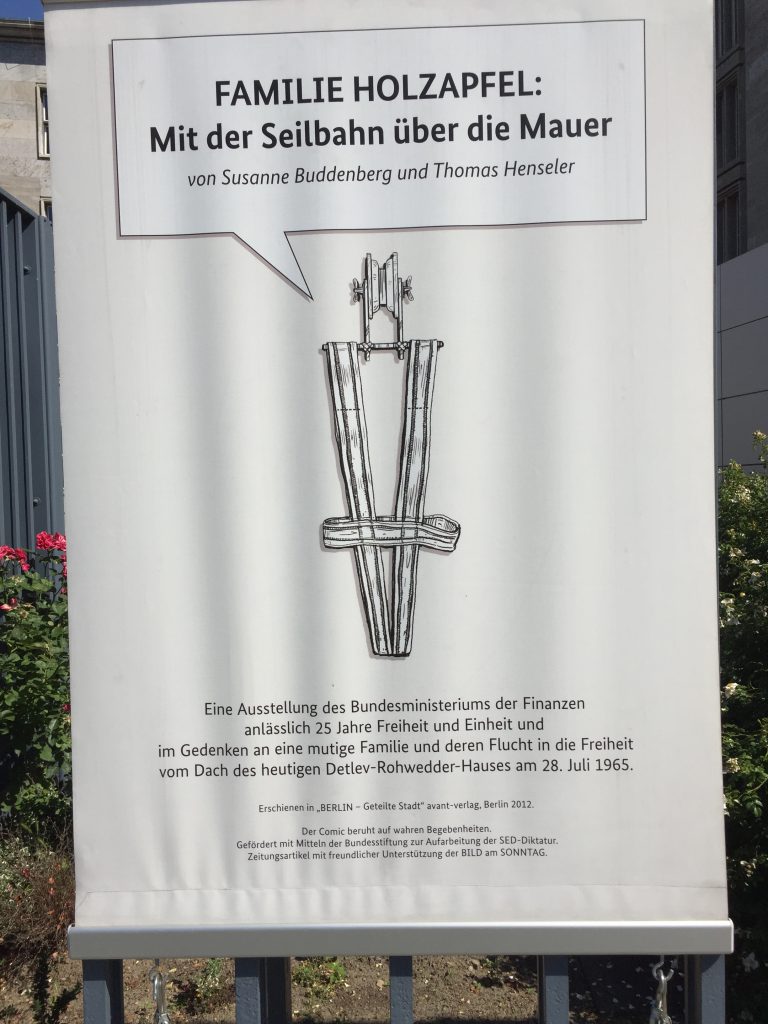 FAMILIE HOLZAPFEL:
Mit der Seilbahn über die Mauer
von Susanne Buddenberg und Thomas Henseler
Eine Ausstellung des Bundesministeriums der Finanzen
anlässlich 25 Jahre Freiheit und Einheit und
im Gedenken an eine mutige Familie und deren Flucht in die Freiheit
vom Dach des heutigen Detlev-Rohwedder-Hauses am 28. Juli 1965.
Erschienen in „BERLIN – Geteilte Stadt“ avant-verlag, Berlin 2012.
Der Comic beruht auf wahren Begebenheiten.
Gefördert mit Mitteln der Bundesstiftung zur Aufarbeitung der SED-Diktatur.
Zeitungsartikel mit freundlicher Unterstützung der BILD am SONNTAG.